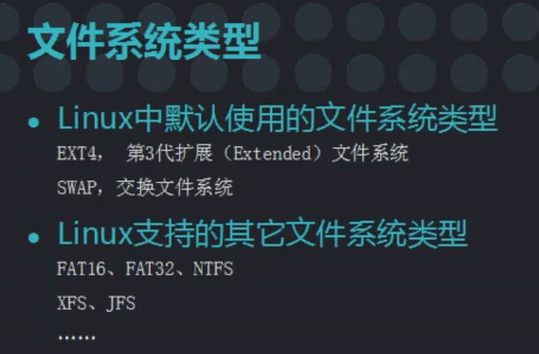 文件系统类型
• Linux中默认使用的文件系统类型
EXT4， 第3代扩展（Extended）文件系统
SWAP，交换文件系统
• Linux支持的其它文件系统类型
FAT16、FAT32、NTFS
XFS、JFS
……